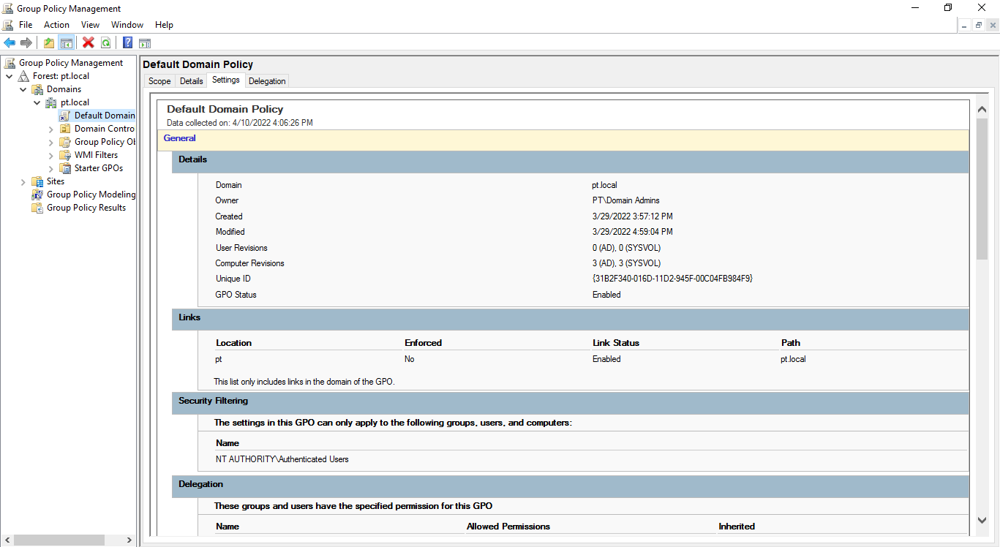 Group Policy Management
File Action View Window Help
Group Policy Management
Forest: pt.local
Domains
pt.local
Default Domain
Domain Contro
Group Policy Ob
WMI Filters
Starter GPOs
Sites
Group Policy Modeling
Group Policy Results
Default Domain Policy
Scope Details Settings Delegation
Default Domain Policy
Data collected on: 4/10/2022 4:06:26 PM
General
Details
Domain pt.local
Owner PT\Domain Admins
Created 3/29/2022 3:57:12 PM
Modified 3/29/2022 4:59:04 PM
User Revisions 0 (AD), 0 (SYSVOL)
Computer Revisions 3 (AD), 3 (SYSVOL)
Unique ID {31B2F340-016D-11D2-945F-00C04FB984F9}
GPO Status Enabled
Links
Location Enforced Link Status Path
pt No Enabled pt.local
This list only includes links in the domain of the GPO.
Security Filtering
The settings in this GPO can only apply to the following groups, users, and computers:
Name
NT AUTHORITY\Authenticated Users
Delegation
These groups and users have the specified permission for this GPO
Name Allowed Permissions Inherited